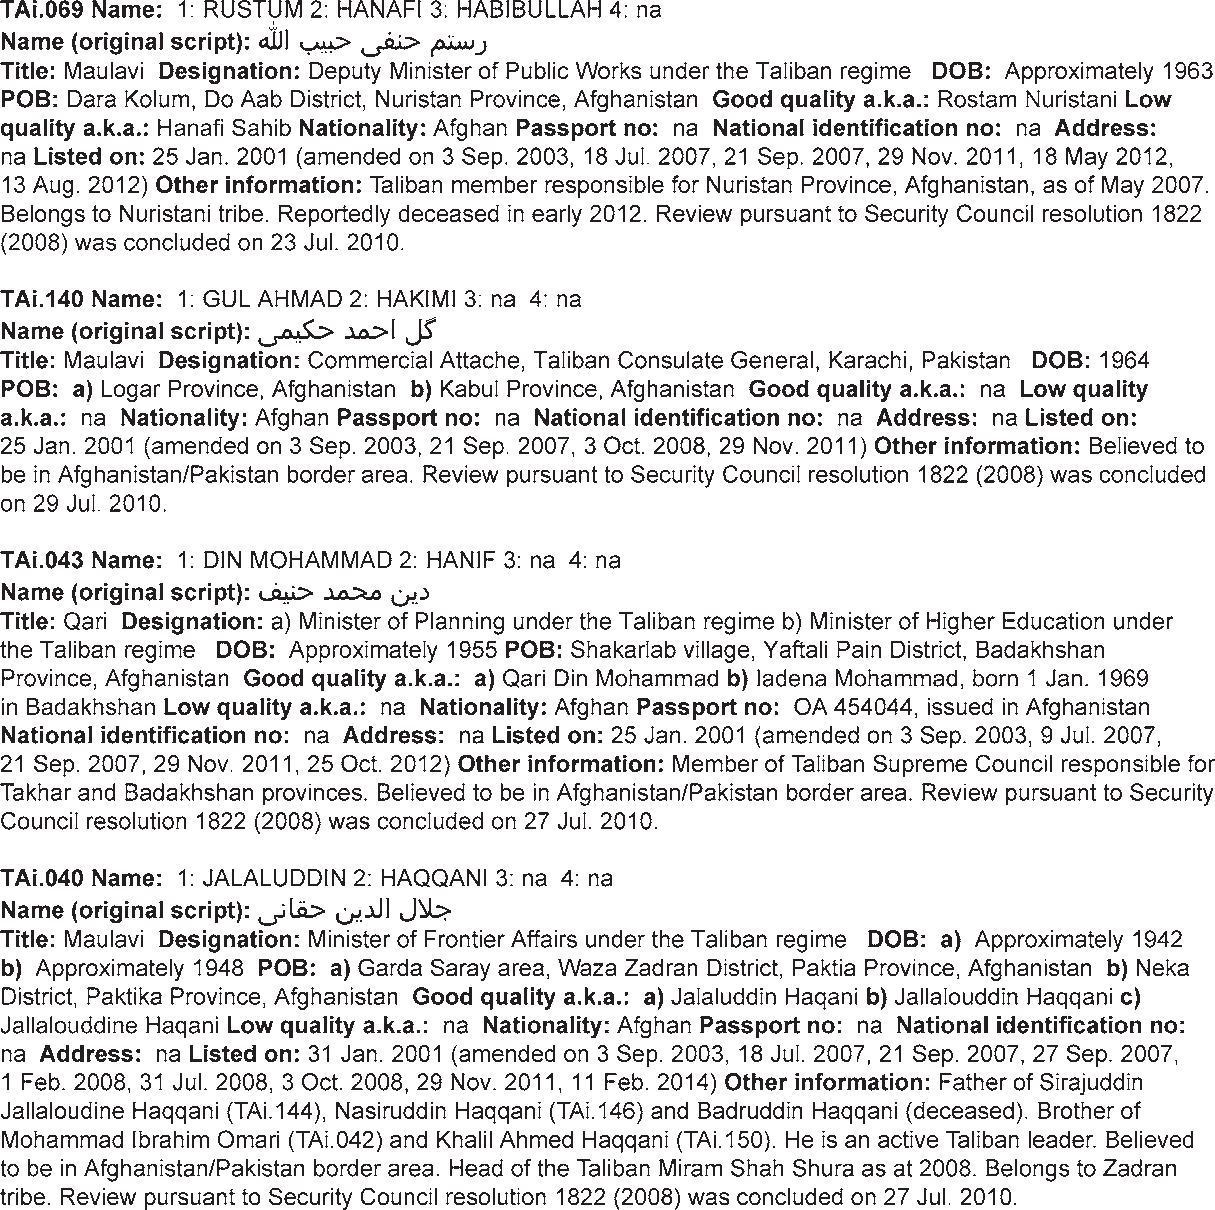 TAi.069 Name: 1: RUSTUM 2: HANAFI 3: HABIBULLAH 4: na
Name (original script): رستم حنفی حبیب الله
Title: Maulavi Designation: Deputy Minister of Public Works under the Taliban regime DOB: Approximately 1963
POB: Dara Kolum, Do Aab District, Nuristan Province, Afghanistan Good quality a.k.a.: Rostam Nuristani Low
quality a.k.a.: Hanafi Sahib Nationality: Afghan Passport no: na National identification no: na Address:
na Listed on: 25 Jan. 2001 (amended on 3 Sep. 2003, 18 Jul. 2007, 21 Sep. 2007, 29 Nov. 2011, 18 May 2012,
13 Aug. 2012) Other information: Taliban member responsible for Nuristan Province, Afghanistan, as of May 2007.
Belongs to Nuristani tribe. Reportedly deceased in early 2012. Review pursuant to Security Council resolution 1822
(2008) was concluded on 23 Jul. 2010.
TAi.140 Name: 1: GUL AHMAD 2: HAKIMI 3: na 4: na
Name (original script): گل احمد حکیمی
Title: Maulavi Designation: Commercial Attache, Taliban Consulate General, Karachi, Pakistan DOB: 1964
POB: a) Logar Province, Afghanistan b) Kabul Province, Afghanistan Good quality a.k.a.: na Low quality
a.k.a.: na Nationality: Afghan Passport no: na National identification no: na Address: na Listed on:
25 Jan. 2001 (amended on 3 Sep. 2003, 21 Sep. 2007, 3 Oct. 2008, 29 Nov. 2011) Other information: Believed to
be in Afghanistan/Pakistan border area. Review pursuant to Security Council resolution 1822 (2008) was concluded
on 29 Jul. 2010.
TAi.043 Name: 1: DIN MOHAMMAD 2: HANIF 3: na 4: na
Name (original script): دین محمد حنیف
Title: Qari Designation: a) Minister of Planning under the Taliban regime b) Minister of Higher Education under
the Taliban regime DOB: Approximately 1955 POB: Shakarlab village, Yaftali Pain District, Badakhshan
Province, Afghanistan Good quality a.k.a.: a) Qari Din Mohammad b) Iadena Mohammad, born 1 Jan. 1969
in Badakhshan Low quality a.k.a.: na Nationality: Afghan Passport no: OA 454044, issued in Afghanistan
National identification no: na Address: na Listed on: 25 Jan. 2001 (amended on 3 Sep. 2003, 9 Jul. 2007,
21 Sep. 2007, 29 Nov. 2011, 25 Oct. 2012) Other information: Member of Taliban Supreme Council responsible for
Takhar and Badakhshan provinces. Believed to be in Afghanistan/Pakistan border area. Review pursuant to Security
Council resolution 1822 (2008) was concluded on 27 Jul. 2010.
TAi.040 Name: 1: JALALUDDIN 2: HAQQANI 3: na 4: na
Name (original script): جلال الدین حقانی
Title: Maulavi Designation: Minister of Frontier Affairs under the Taliban regime DOB: a) Approximately 1942
b) Approximately 1948 POB: a) Garda Saray area, Waza Zadran District, Paktia Province, Afghanistan b) Neka
District, Paktika Province, Afghanistan Good quality a.k.a.: a) Jalaluddin Haqani b) Jallalouddin Haqqani c)
Jallalouddine Haqani Low quality a.k.a.: na Nationality: Afghan Passport no: na National identification no:
na Address: na Listed on: 31 Jan. 2001 (amended on 3 Sep. 2003, 18 Jul. 2007, 21 Sep. 2007, 27 Sep. 2007,
1 Feb. 2008, 31 Jul. 2008, 3 Oct. 2008, 29 Nov. 2011, 11 Feb. 2014) Other information: Father of Sirajuddin
Jallaloudine Haqqani (TAi.144), Nasiruddin Haqqani (TAi.146) and Badruddin Haqqani (deceased). Brother of
Mohammad Ibrahim Omari (TAi.042) and Khalil Ahmed Haqqani (TAi.150). He is an active Taliban leader. Believed
to be in Afghanistan/Pakistan border area. Head of the Taliban Miram Shah Shura as at 2008. Belongs to Zadran
tribe. Review pursuant to Security Council resolution 1822 (2008) was concluded on 27 Jul. 2010.